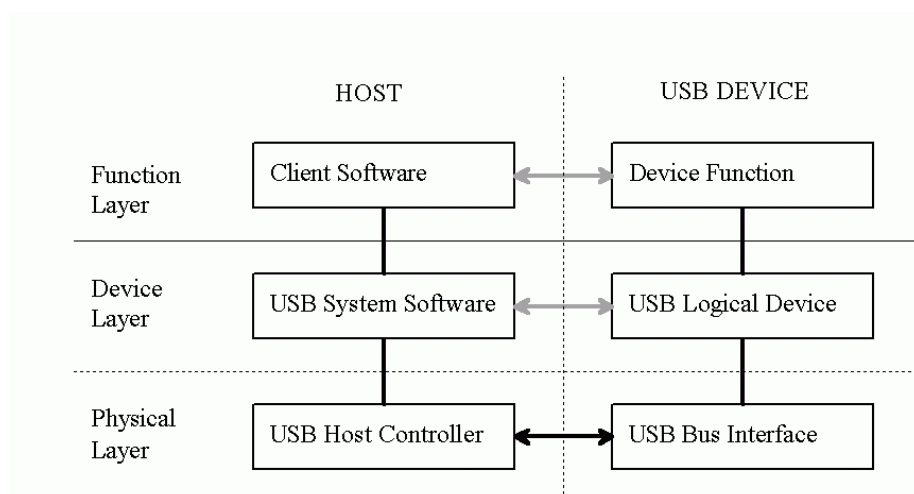 HOST
USB DEVICE
Function
Layer
Client Software
Device Function
Device
Layer
USB System Software
USB Logical Device
Physical
Layer
USB Host Controller
USB Bus Interface